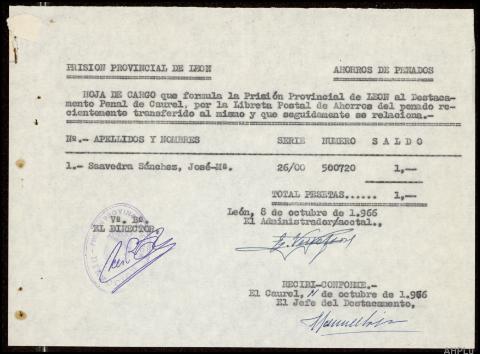 PRISION PROVINCIAL DE LEON AHORROS DE PENADOS
HOJA DE CARGO que formula la Prisión Provincial de LEON al Destaca-
mento Penal de Caurel, por la Libreta Postal de Ahorros del penado re-
cientemente transferido al mismo y que seguidamente se relaciona.-
Nº.- APELLIDOS Y NOMBRES SERIE NUMERO S A L D O
1.- Saavedra Sánchez, José-Mª. 26/00 500720 1,--
TOTAL PESETAS...... 1,--
León, 8 de octubre de 1.966
Vº. Bº. El Administrador/acctal.,
EL DIRECTOR
RECIBI-CONFORME.-
El Caurel, 11 de octubre de 1.966
El Jefe del Destacamento,
AHPLU